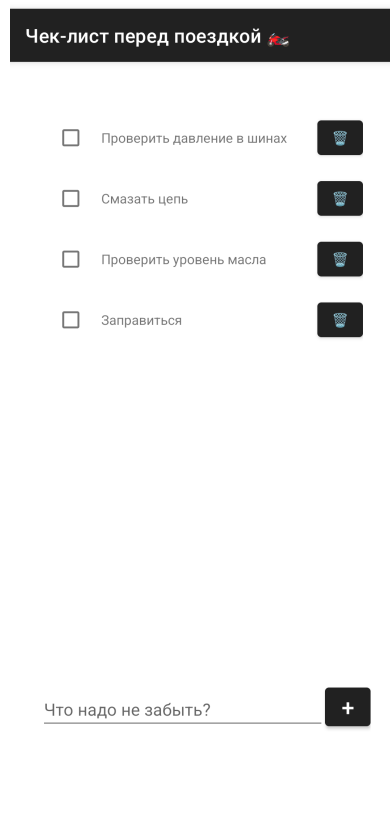 Чек-лист перед поездкой 🏍️
Проверить давление в шинах
Смазать цепь
Проверить уровень масла
Заправиться
Что надо не забыть? +